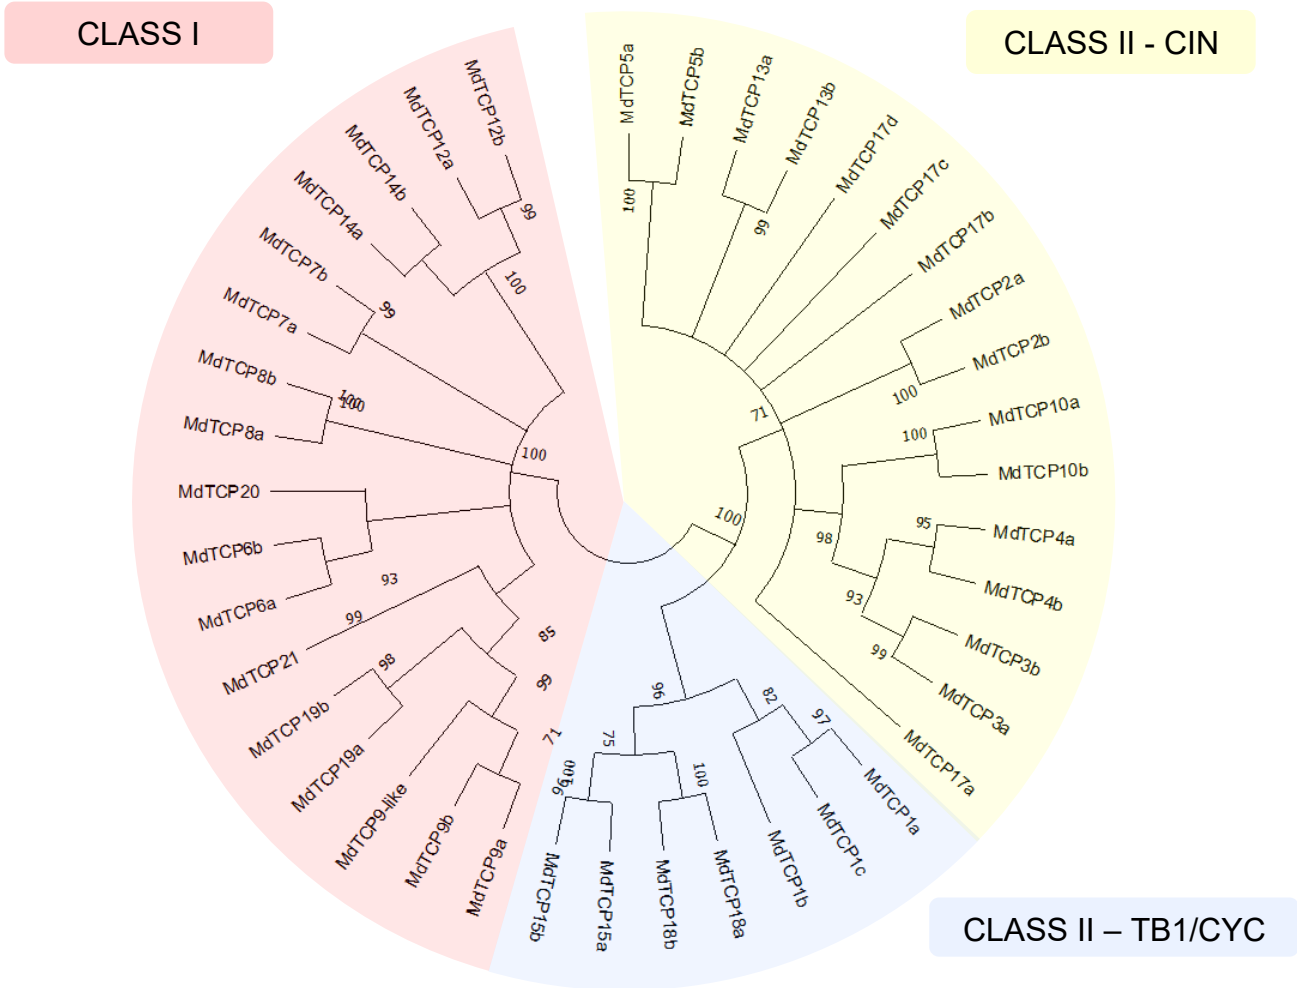 CLASS I
CLASS II - CIN
CLASS II – TB1/CYC
MdTCP5a
MdTCP5b
MdTCP13a
MdTCP13b
MdTCP17d
MdTCP17c
MdTCP17b
MdTCP2a
MdTCP2b
MdTCP10a
MdTCP10b
MdTCP4a
MdTCP4b
MdTCP3b
MdTCP3a
MdTCP17a
MdTCP1a
MdTCP1c
MdTCP1b
MdTCP18a
MdTCP18b
MdTCP15a
MdTCP15b
MdTCP9a
MdTCP9b
MdTCP9-like
MdTCP19a
MdTCP19b
MdTCP21
MdTCP6a
MdTCP6b
MdTCP20
MdTCP8a
MdTCP8b
MdTCP7a
MdTCP7b
MdTCP14a
MdTCP14b
MdTCP12a
MdTCP12b
100
99
71
100
100
95
98
93
99
100
97
82
96
75
100
100
96
71
99
85
98
99
93
100
100
100
99
100
99